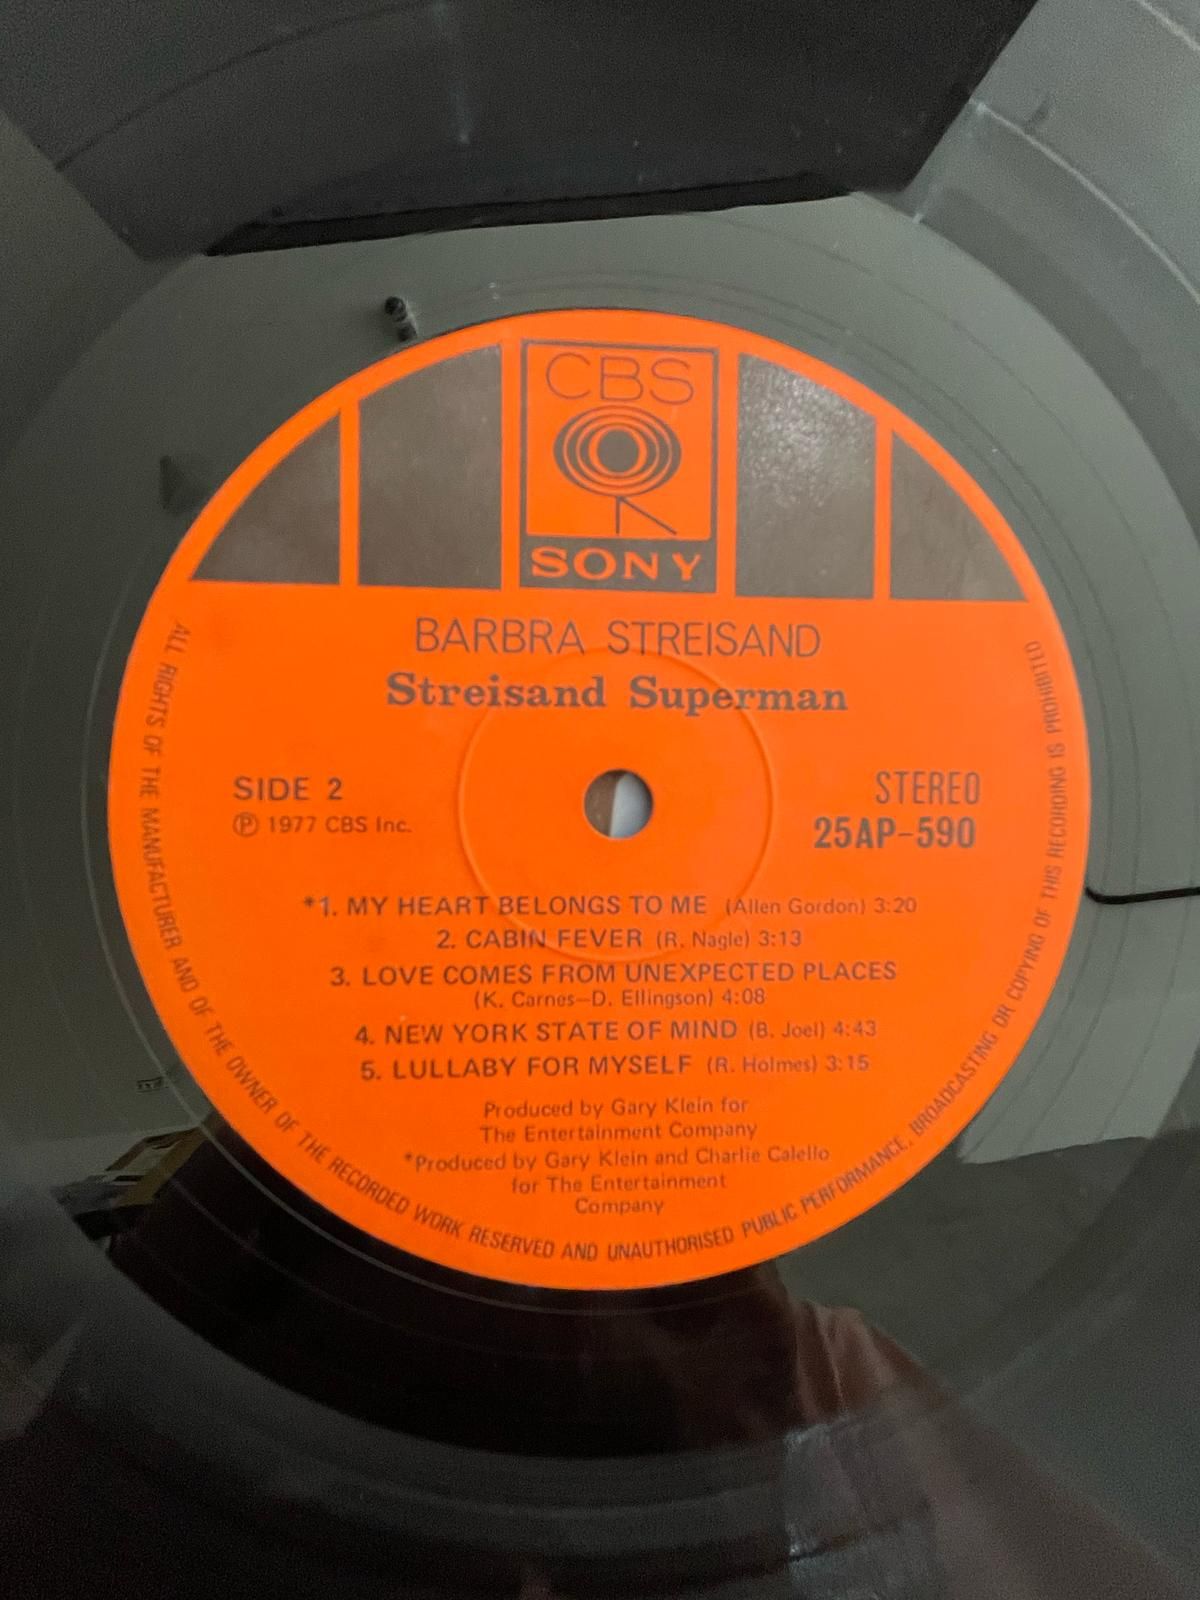 CBS
SONY
BARBRA STREISAND
Streisand Superman
SIDE 2
℗ 1977 CBS Inc.
STEREO
25AP-590
*1. MY HEART BELONGS TO ME (Allen Gordon) 3:20
2. CABIN FEVER (R. Nagle) 3:13
3. LOVE COMES FROM UNEXPECTED PLACES
(K. Carnes-D. Ellingson) 4:08
4. NEW YORK STATE OF MIND (B. Joel) 4:43
5. LULLABY FOR MYSELF (R. Holmes) 3:15
Produced by Gary Klein for
The Entertainment Company
*Produced by Gary Klein and Charlie Calello
for The Entertainment
Company
ALL RIGHTS OF THE MANUFACTURER AND OF THE OWNER OF THE RECORDED WORK RESERVED AND UNAUTHORISED PUBLIC PERFORMANCE, BROADCASTING OR COPYING OF THIS RECORDING IS PROHIBITED